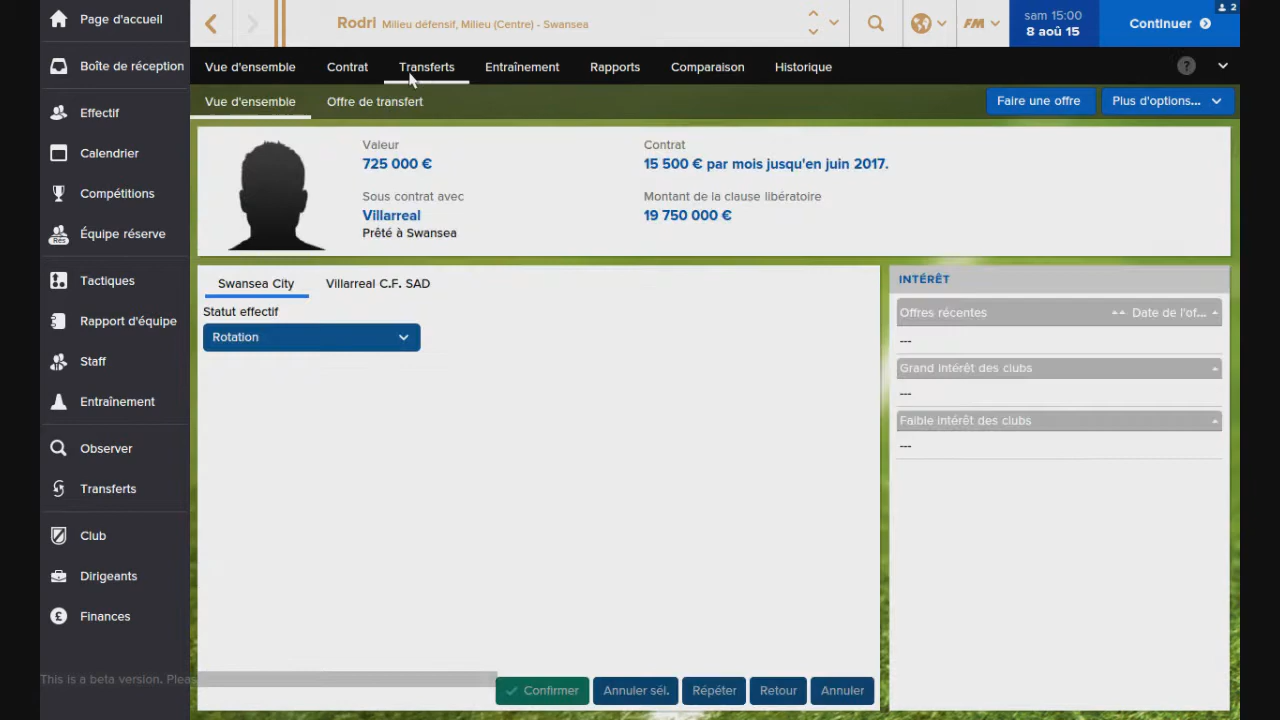 Page d'accueil
Boîte de réception
Effectif
Calendrier
Compétitions
Rés
Équipe réserve
Tactiques
Rapport d'équipe
Staff
Entraînement
Observer
Transferts
Club
Dirigeants
£
Finances
This is a beta version. Pleas
Rodri Milieu défensif, Milieu (Centre) - Swansea
FM
sam 15:00
8 aoû 15
Continuer
2
Vue d'ensemble Contrat Transferts Entraînement Rapports Comparaison Historique ?
Vue d'ensemble Offre de transfert Faire une offre Plus d'options...
Valeur
725 000 €
Sous contrat avec
Villarreal
Prêté à Swansea
Contrat
15 500 € par mois jusqu'en juin 2017.
Montant de la clause libératoire
19 750 000 €
Swansea City Villarreal C.F. SAD
Statut effectif
Rotation
INTÉRÊT
Offres récentes Date de l'of...
---
Grand intérêt des clubs
---
Faible intérêt des clubs
---
Confirmer Annuler sél. Répéter Retour Annuler